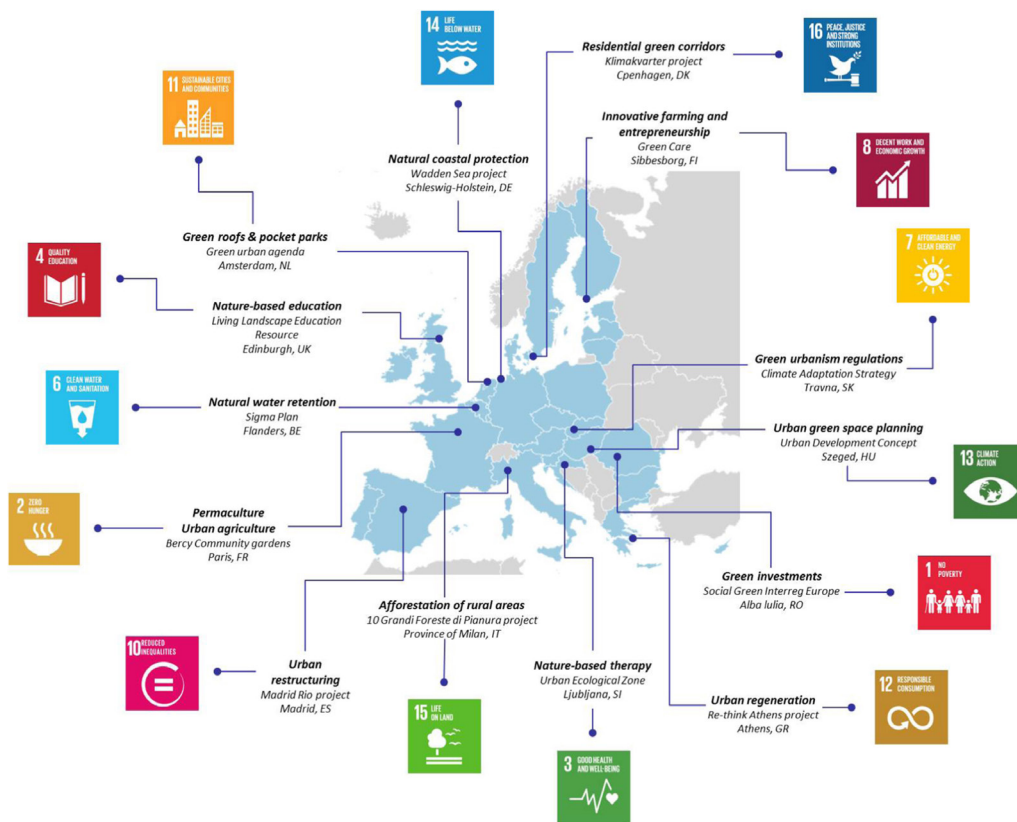 14 LIFE
BELOW WATER
Residential green corridors
Klimakvarter project
Cpenhagen, DK
16 PEACE, JUSTICE
AND STRONG
INSTITUTIONS
11 SUSTAINABLE CITIES
AND COMMUNITIES
Innovative farming and
entrepreneurship
Green Care
Sibbesborg, FI
8 DECENT WORK AND
ECONOMIC GROWTH
Natural coastal protection
Wadden Sea project
Schleswig-Holstein, DE
Green roofs & pocket parks
Green urban agenda
Amsterdam, NL
4 QUALITY
EDUCATION
7 AFFORDABLE AND
CLEAN ENERGY
Nature-based education
Living Landscape Education
Resource
Edinburgh, UK
Green urbanism regulations
Climate Adaptation Strategy
Travna, SK
6 CLEAN WATER
AND SANITATION
Natural water retention
Sigma Plan
Flanders, BE
Urban green space planning
Urban Development Concept
Szeged, HU
13 CLIMATE
ACTION
2 ZERO
HUNGER
Permaculture
Urban agriculture
Bercy Community gardens
Paris, FR
Green investments
Social Green Interreg Europe
Alba Iulia, RO
1 NO
POVERTY
Afforestation of rural areas
10 Grandi Foreste di Pianura project
Province of Milan, IT
10 REDUCED
INEQUALITIES
Urban
restructuring
Madrid Rio project
Madrid, ES
Nature-based therapy
Urban Ecological Zone
Ljubljana, SI
Urban regeneration
Re-think Athens project
Athens, GR
12 RESPONSIBLE
CONSUMPTION
15 LIFE
ON LAND
3 GOOD HEALTH
AND WELL-BEING